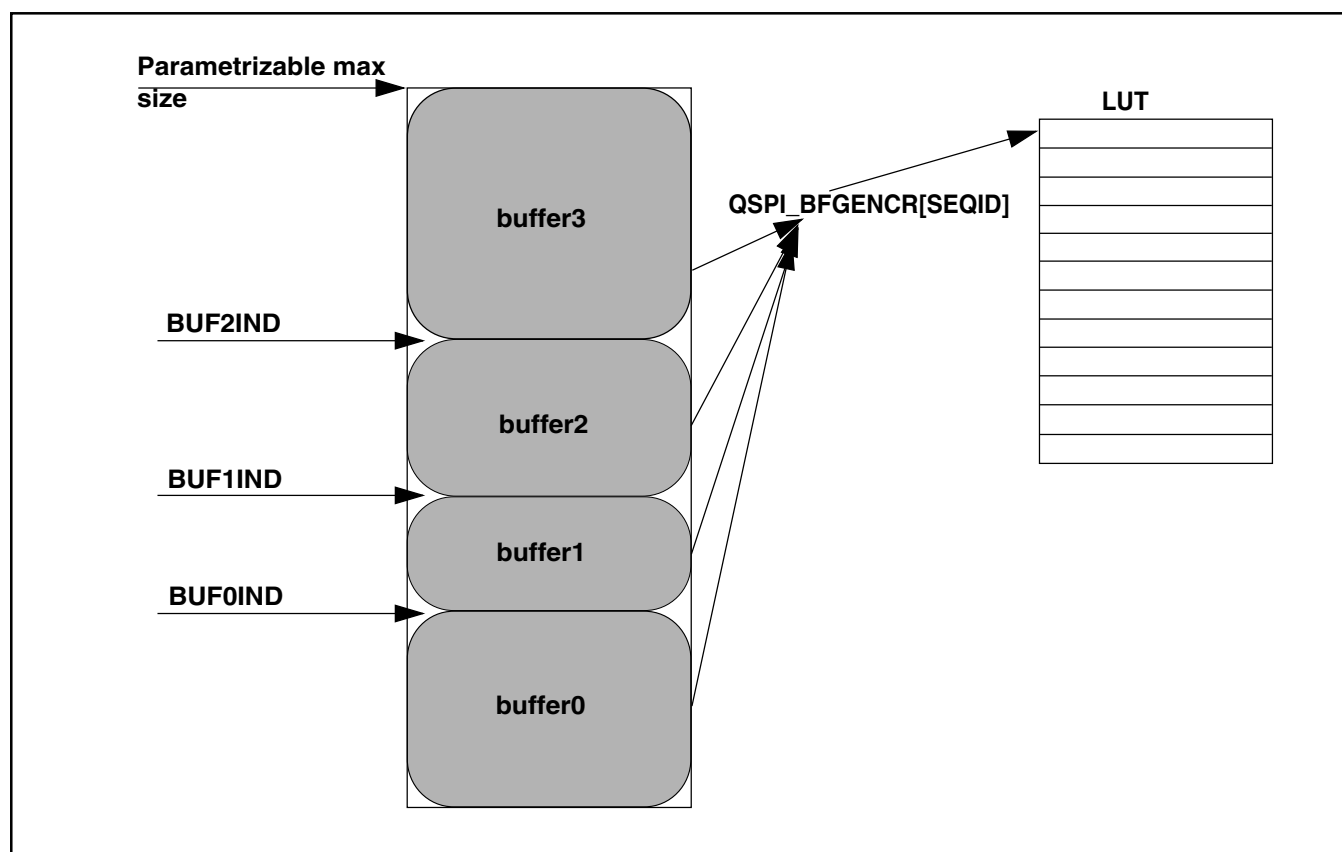 Parametrizable max
size
LUT
buffer3
QSPI_BFGENCR[SEQID]
BUF2IND
buffer2
BUF1IND
buffer1
BUF0IND
buffer0